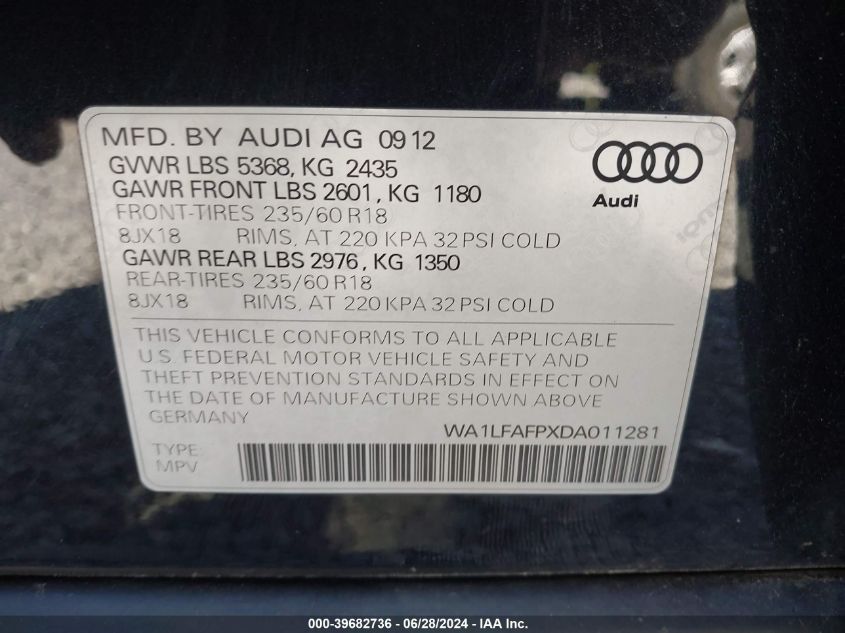 MFD. BY AUDI AG 09 12
GVWR LBS 5368, KG 2435
GAWR FRONT LBS 2601, KG 1180
FRONT-TIRES 235/60 R18
8JX18 RIMS, AT 220 KPA 32 PSI COLD
GAWR REAR LBS 2976, KG 1350
REAR-TIRES 235/60 R18
8JX18 RIMS, AT 220 KPA 32 PSI COLD
Audi
THIS VEHICLE CONFORMS TO ALL APPLICABLE
U.S. FEDERAL MOTOR VEHICLE SAFETY AND
THEFT PREVENTION STANDARDS IN EFFECT ON
THE DATE OF MANUFACTURE SHOWN ABOVE.
GERMANY
WA1LFAFPXDA011281
TYPE
MPV
000-39682736 - 06/28/2024 - IAA Inc.